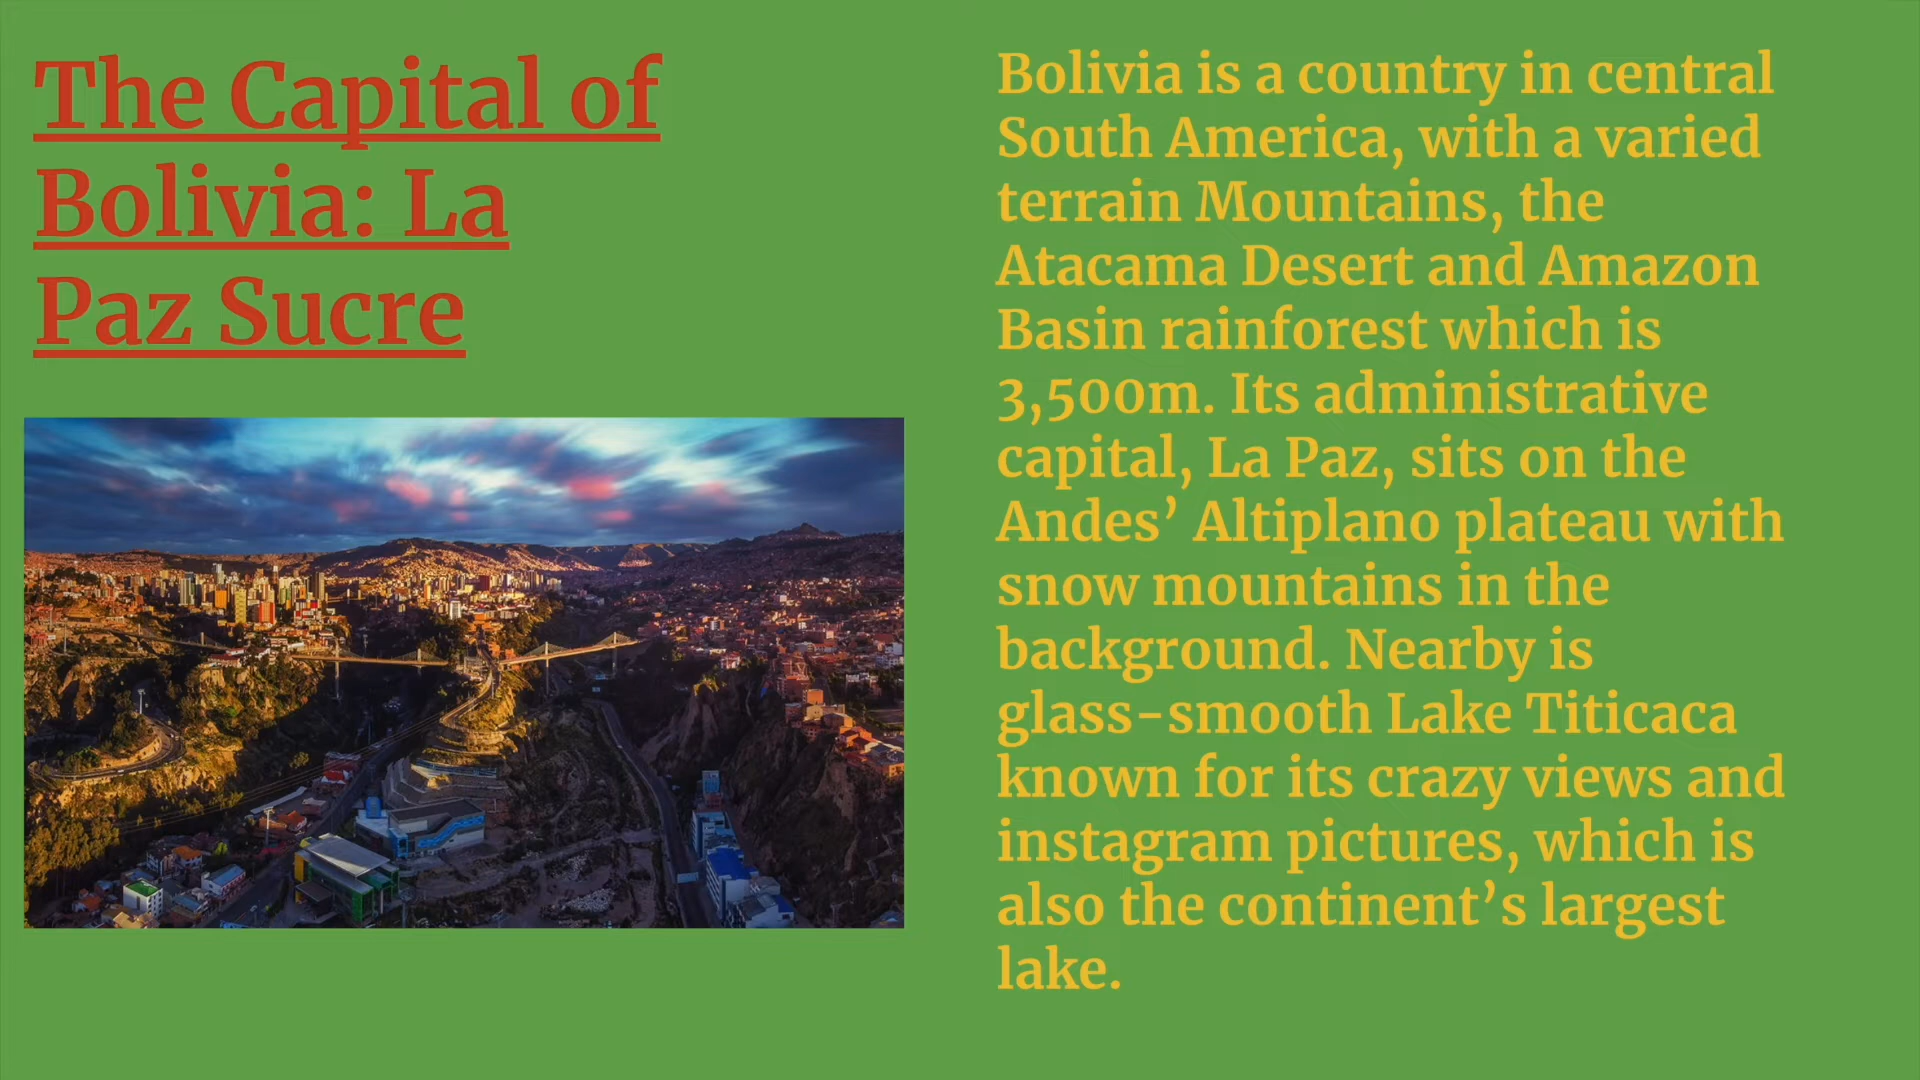 The Capital of
Bolivia: La
Paz Sucre
Bolivia is a country in central
South America, with a varied
terrain Mountains, the
Atacama Desert and Amazon
Basin rainforest which is
3,500m. Its administrative
capital, La Paz, sits on the
Andes’ Altiplano plateau with
snow mountains in the
background. Nearby is
glass-smooth Lake Titicaca
known for its crazy views and
instagram pictures, which is
also the continent’s largest
lake.